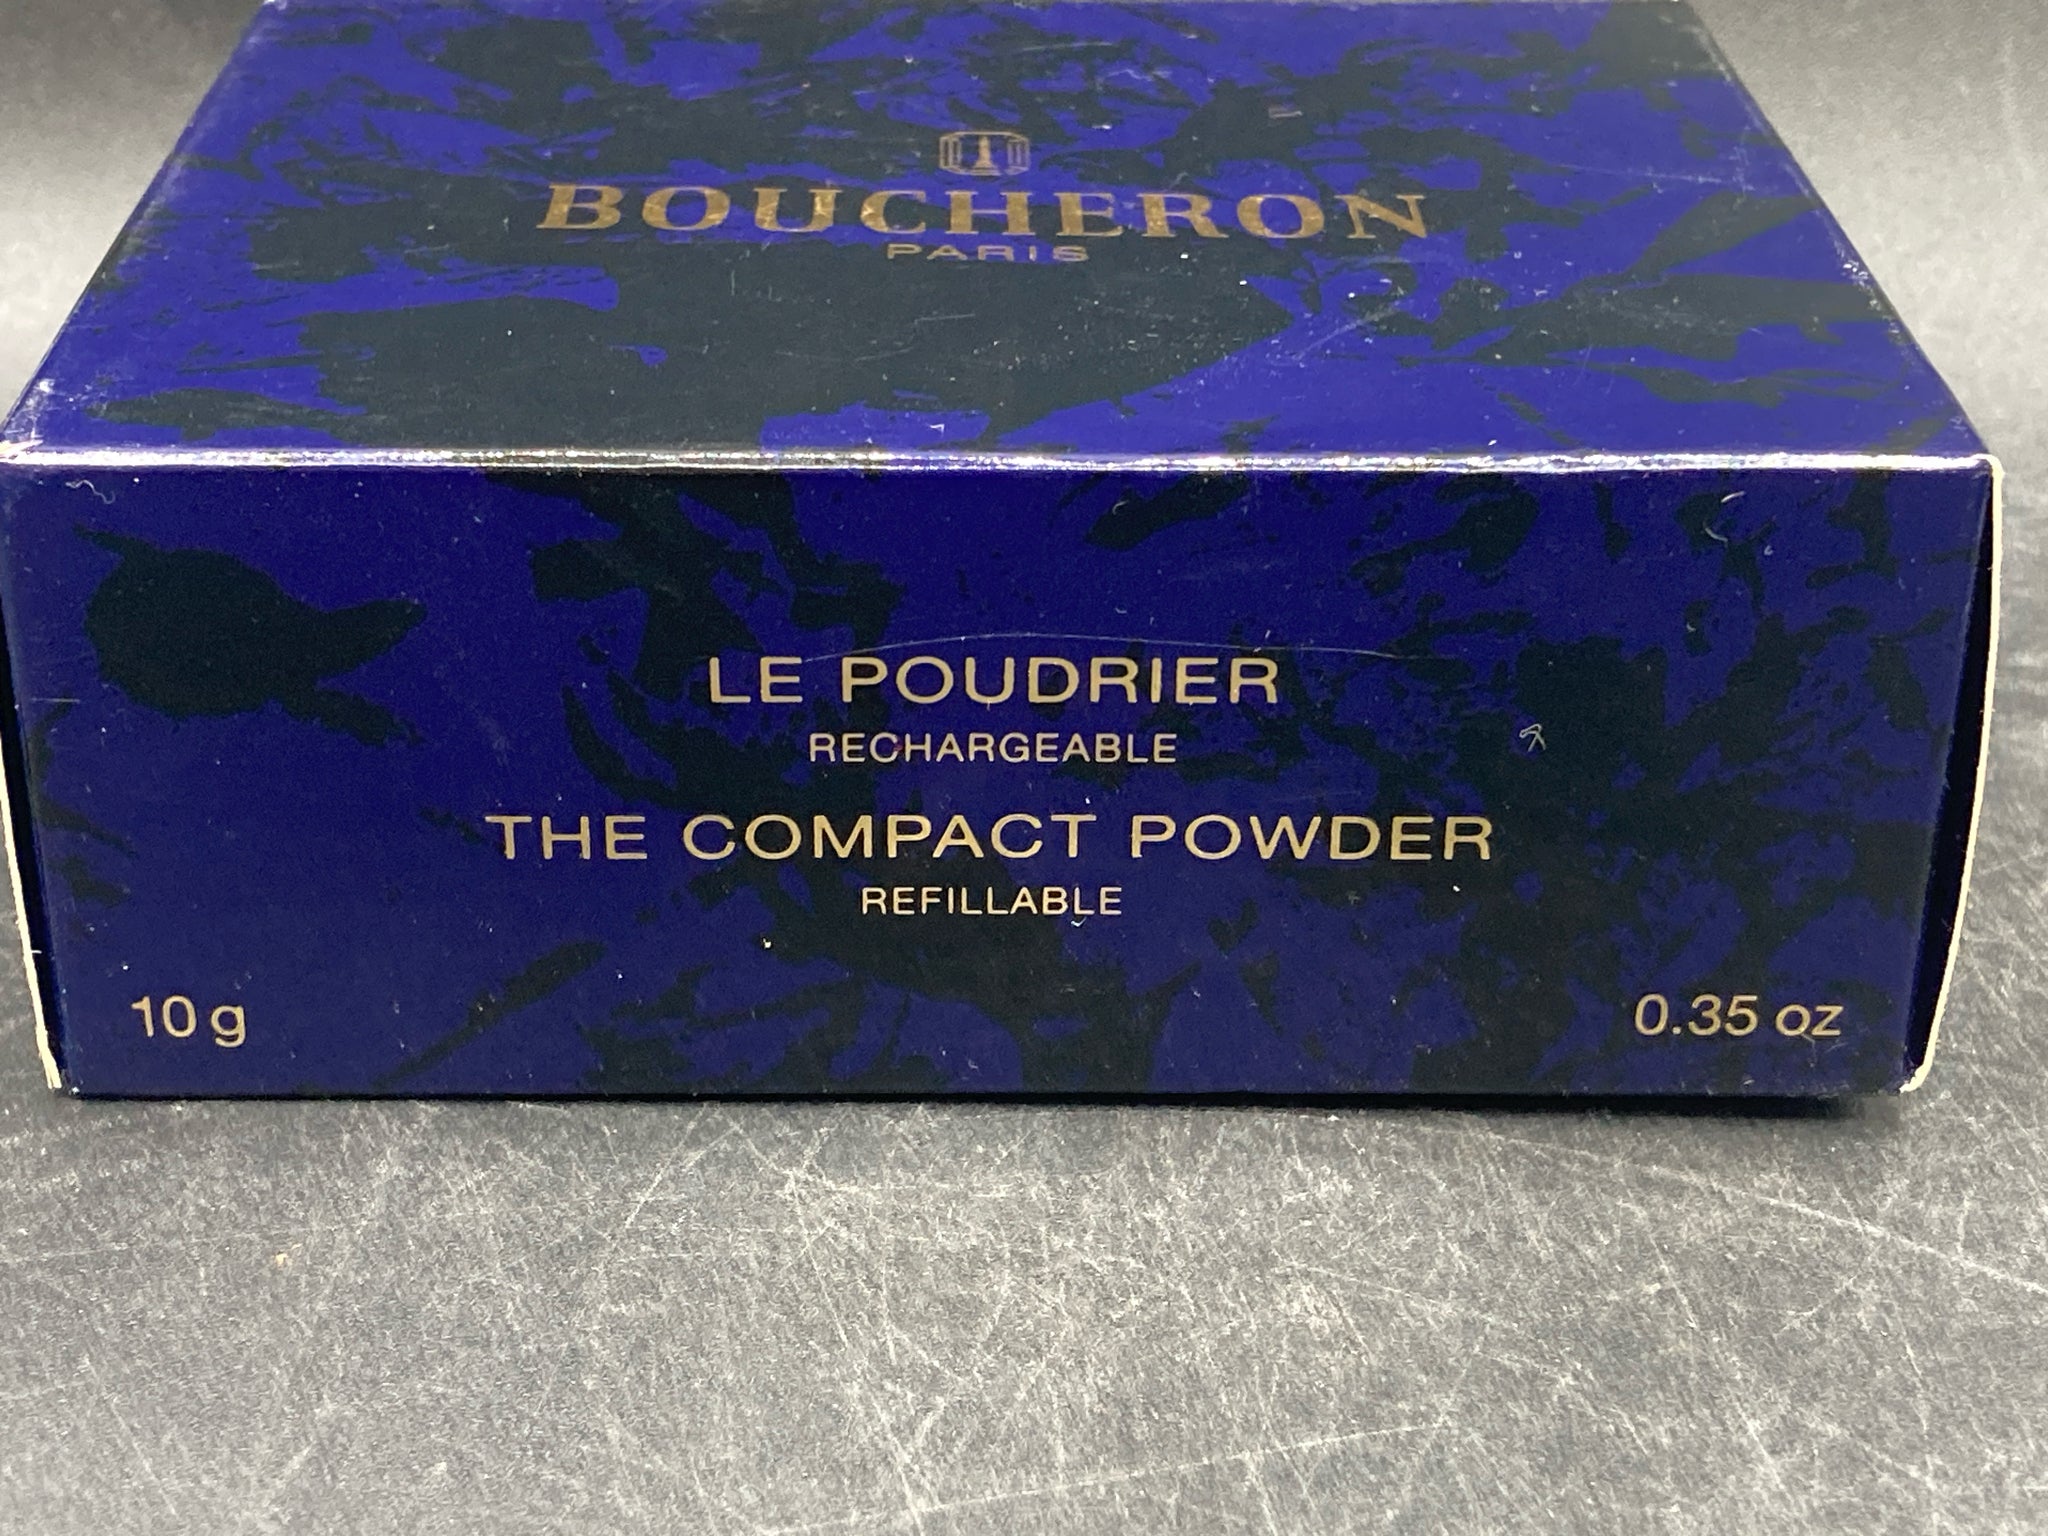 BOUCHERON
PARIS
LE POUDRIER
RECHARGEABLE
THE COMPACT POWDER
REFILLABLE
10 g
0.35 oz